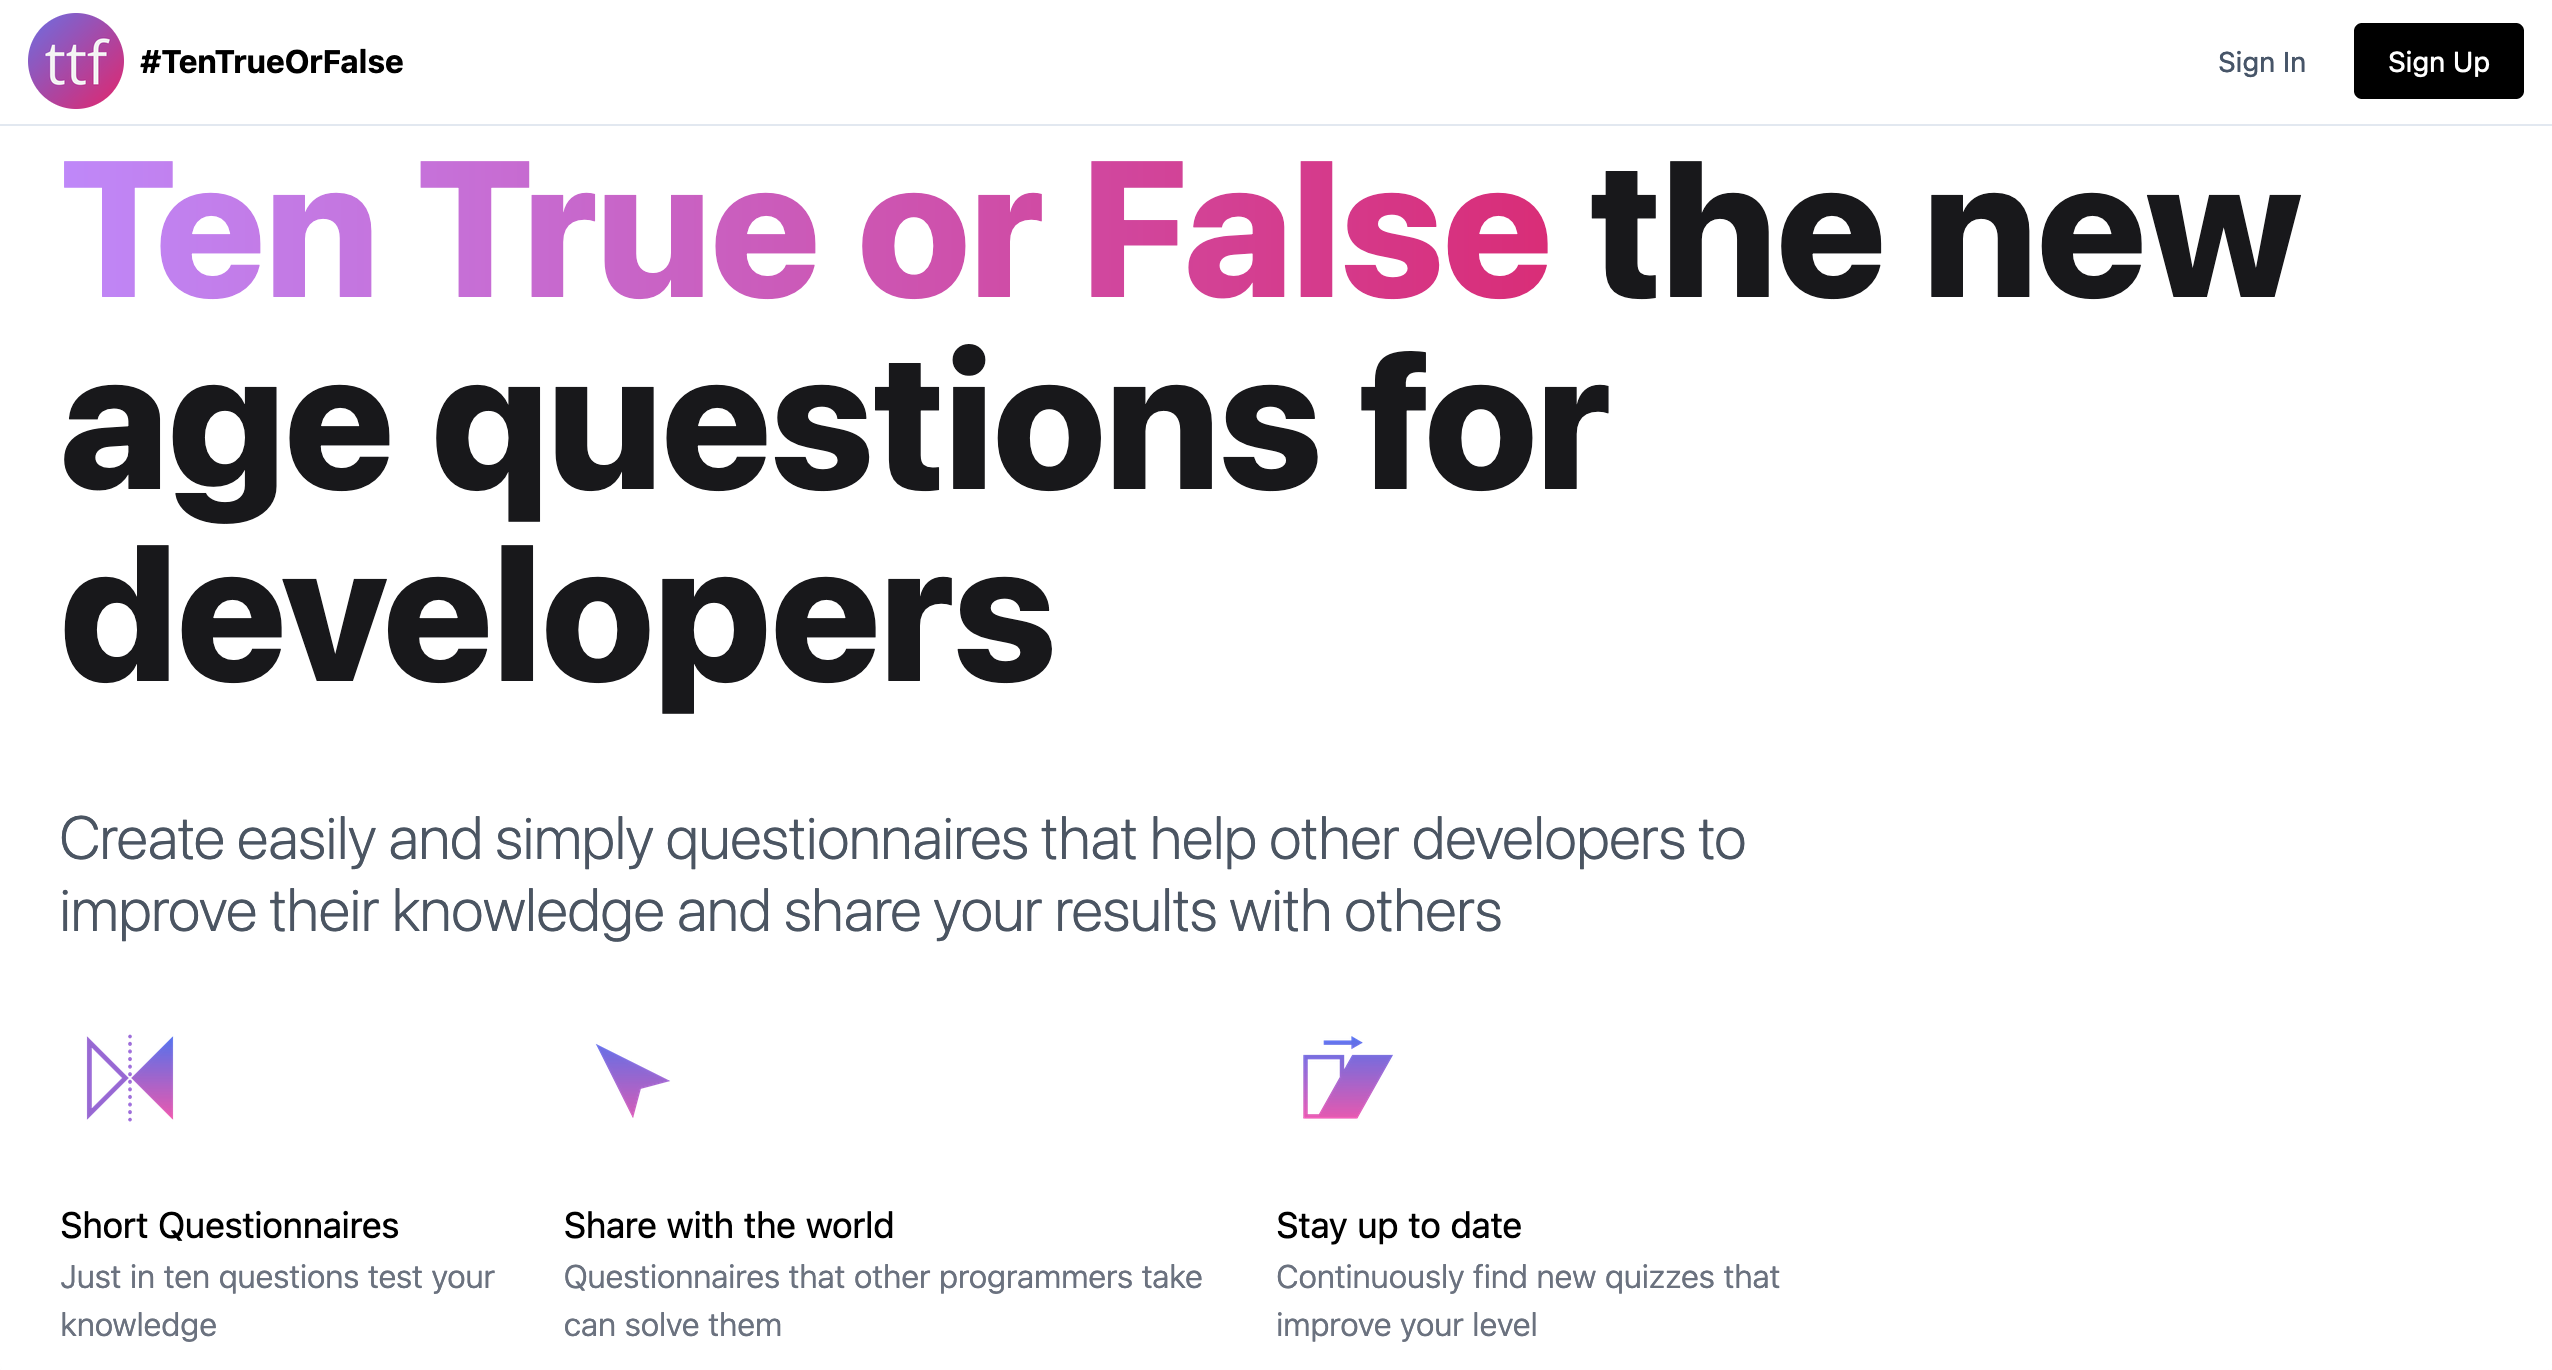 ttf #TenTrueOrFalse Sign In Sign Up
Ten True or False the new
age questions for
developers
Create easily and simply questionnaires that help other developers to
improve their knowledge and share your results with others
Short Questionnaires
Just in ten questions test your
knowledge
Share with the world
Questionnaires that other programmers take
can solve them
Stay up to date
Continuously find new quizzes that
improve your level